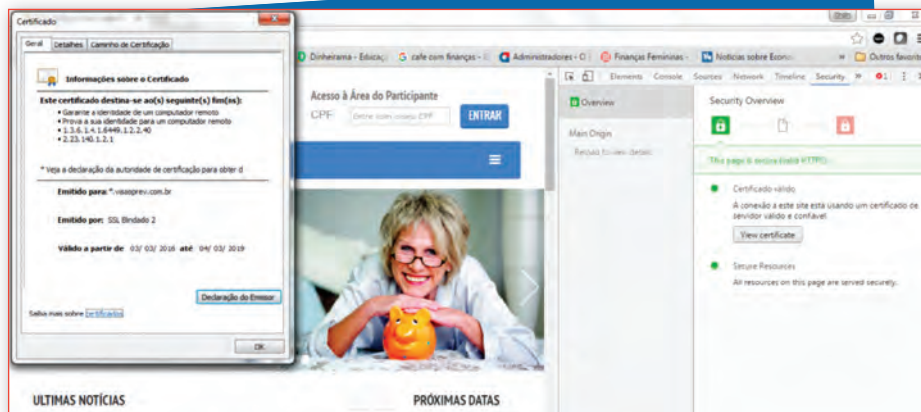 Certificado
Geral Detalhes Caminho de Certificação
Informações sobre o Certificado
Este certificado destina-se ao(s) seguinte(s) fim(ns):
• Garante a identidade de um computador remoto
• Prova a sua identidade para um computador remoto
• 1.3.6.1.4.1.6449.1.2.2.40
• 2.23.140.1.2.1
* Veja a declaração da autoridade de certificação para obter d
Emitido para:
Emitido por: SSL Blindado 2
Válido a partir de 03/ 03/ 2016 até 04/ 03/ 2019
Declaração do Emissor
Saiba mais sobre certificados
OK
Dinheirama - Educaç
cafe com finanças -
Administradores - O
Finanças Femininas -
Notícias sobre Econo
Outros favorito
Acesso à Área do Participante
CPF
ENTRAR
ULTIMAS NOTÍCIAS
PRÓXIMAS DATAS
Elements Console Sources Network Timeline Security
Overview
Main Origin
Reload to view details
Security Overview
This page is secure (valid HTTPS).
Certificado válido
A conexão a este site está usando um certificado de
servidor válido e confiável.
View certificate
Secure Resources
All resources on this page are served securely.